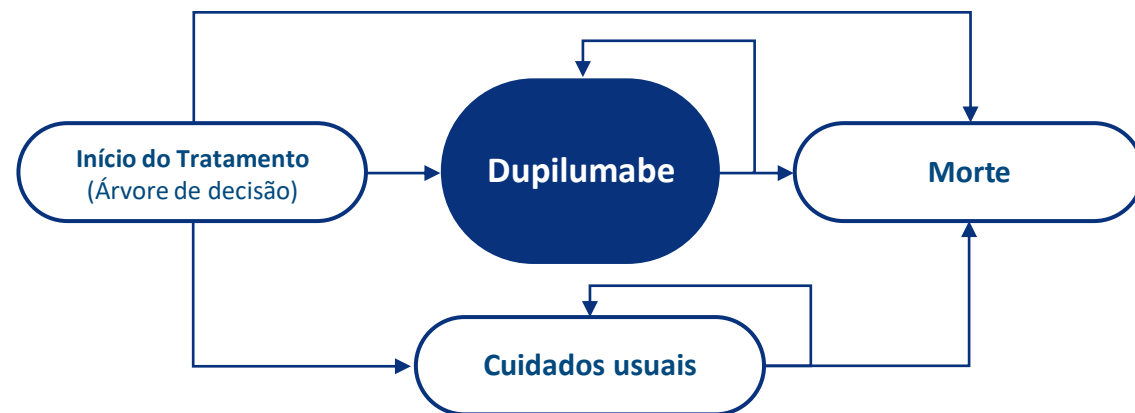 Início do Tratamento
(Árvore de decisão)
Dupilumabe
Morte
Cuidados usuais